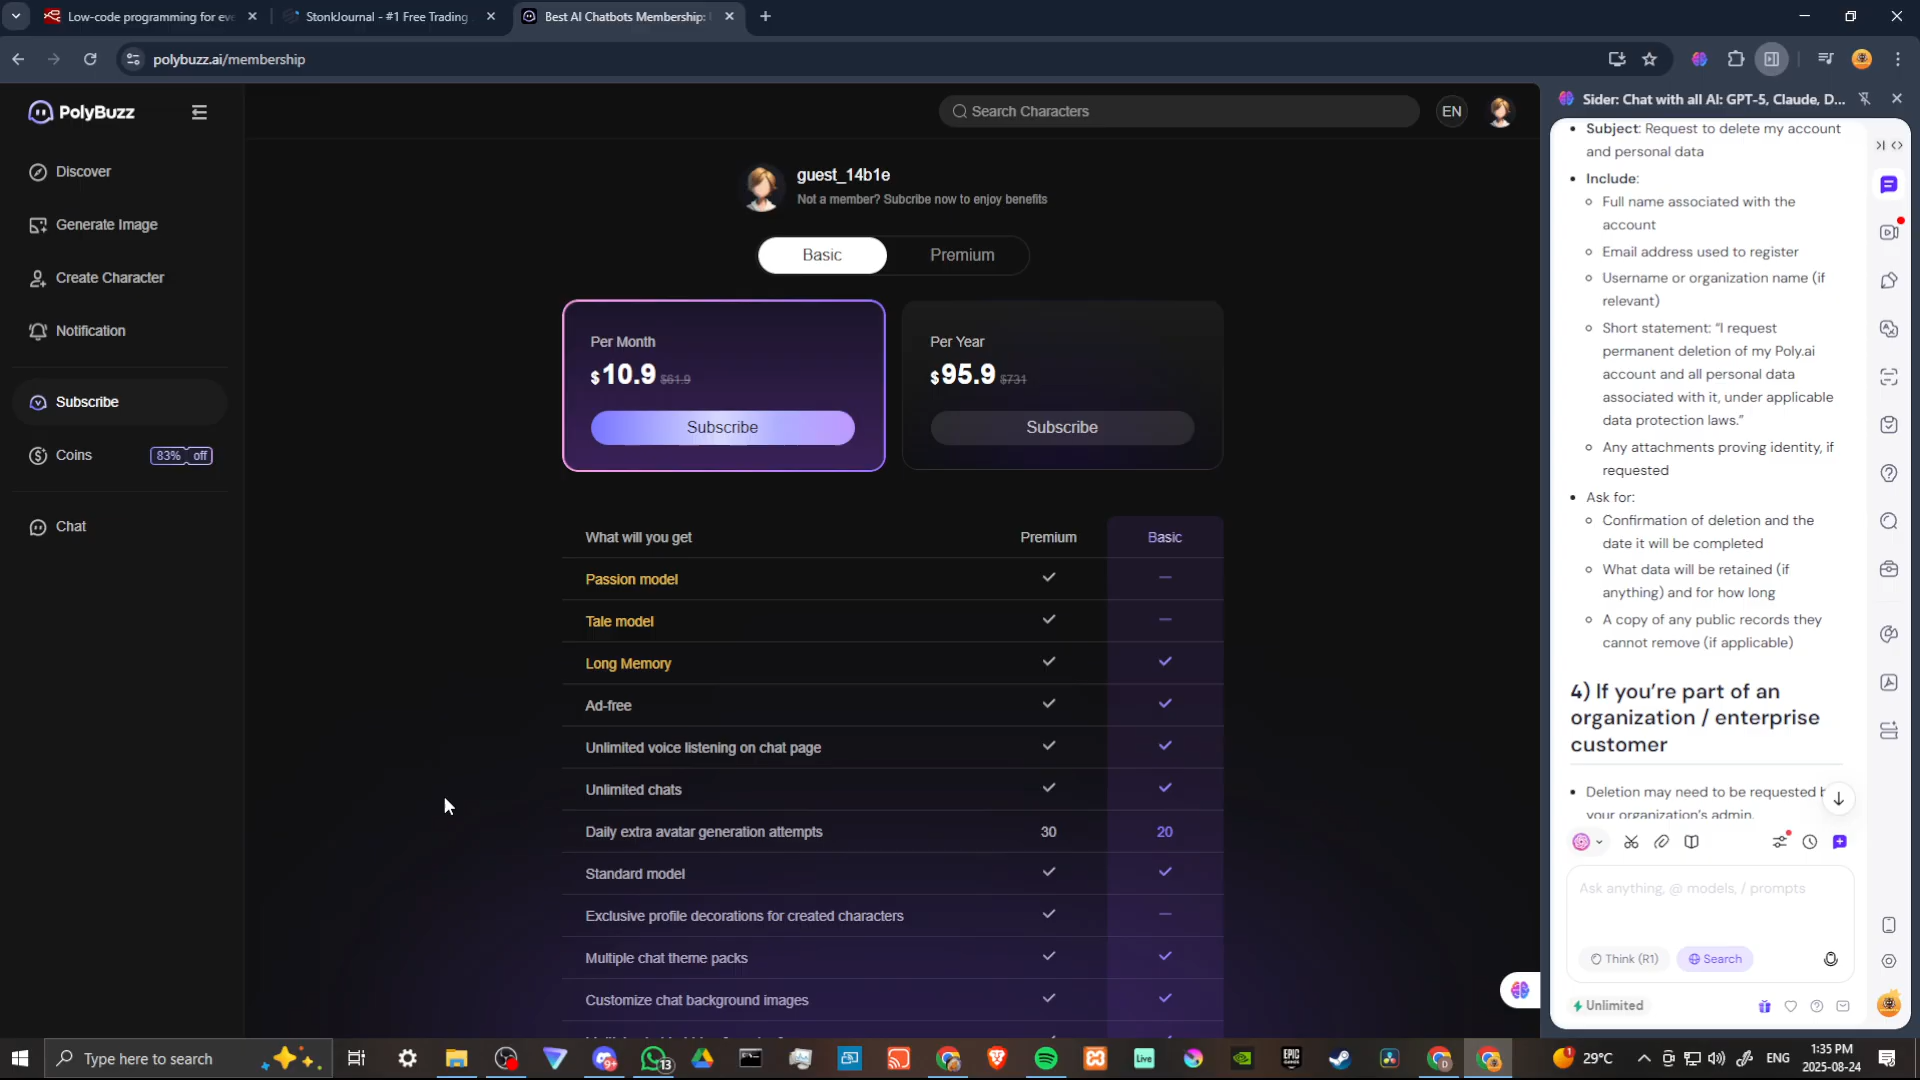 Low-code programming for eve
StonkJournal - #1 Free Trading
Best AI Chatbots Membership:
polybuzz.ai/membership
PolyBuzz
Discover
Generate Image
Create Character
Notification
Subscribe
Coins
83% off
Chat
Search Characters
EN
guest_14b1e
Not a member? Subcribe now to enjoy benefits
Basic
Premium
Per Month
$10.9 $61.9
Subscribe
Per Year
$95.9 $731
Subscribe
What will you get Premium Basic
Passion model
Tale model
Long Memory
Ad-free
Unlimited voice listening on chat page
Unlimited chats
Daily extra avatar generation attempts 30 20
Standard model
Exclusive profile decorations for created characters
Multiple chat theme packs
Customize chat background images
Sider: Chat with all AI: GPT-5, Claude, D...
Subject: Request to delete my account
and personal data
Include:
Full name associated with the
account
Email address used to register
Username or organization name (if
relevant)
Short statement: “I request
permanent deletion of my Poly.ai
account and all personal data
associated with it, under applicable
data protection laws.”
Any attachments proving identity, if
requested
Ask for:
Confirmation of deletion and the
date it will be completed
What data will be retained (if
anything) and for how long
A copy of any public records they
cannot remove (if applicable)
4) If you’re part of an
organization / enterprise
customer
Deletion may need to be requested
your organization’s admin.
Ask anything, @ models, / prompts
Think (R1)
Search
Unlimited
Type here to search
9+
13
Live
EPIC
GAMES
D
1
29°C
ENG
1:35 PM
2025-08-24